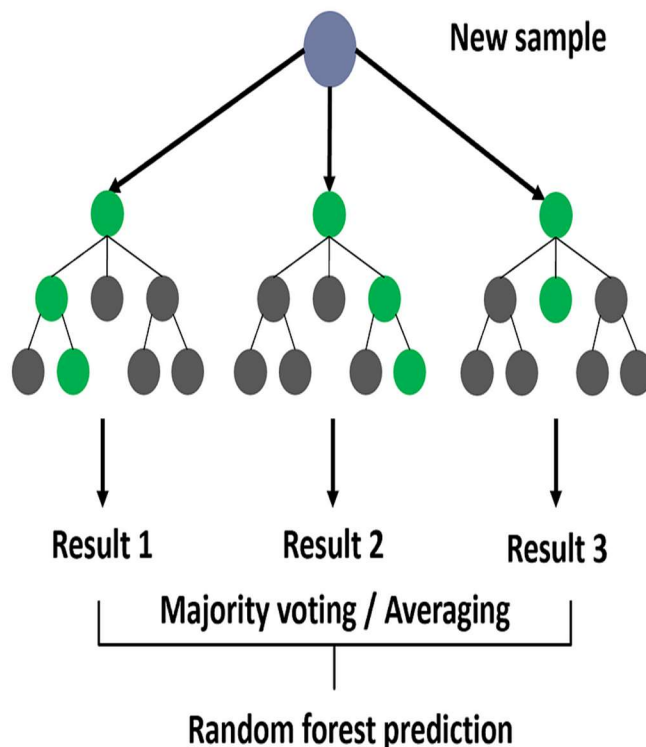 New sample
Result 1
Result 2
Result 3
Majority voting / Averaging
Random forest prediction